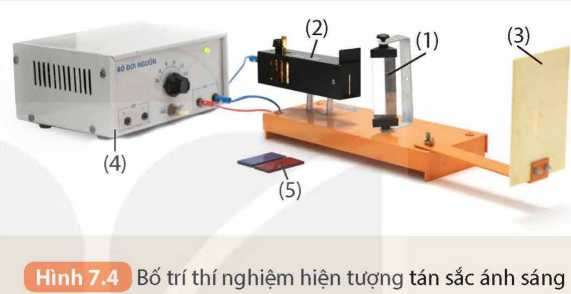 (2)
(1)
(3)
BỘ ĐỔI NGUỒN
(4)
(5)
Hình 7.4 Bố trí thí nghiệm hiện tượng tán sắc ánh sáng